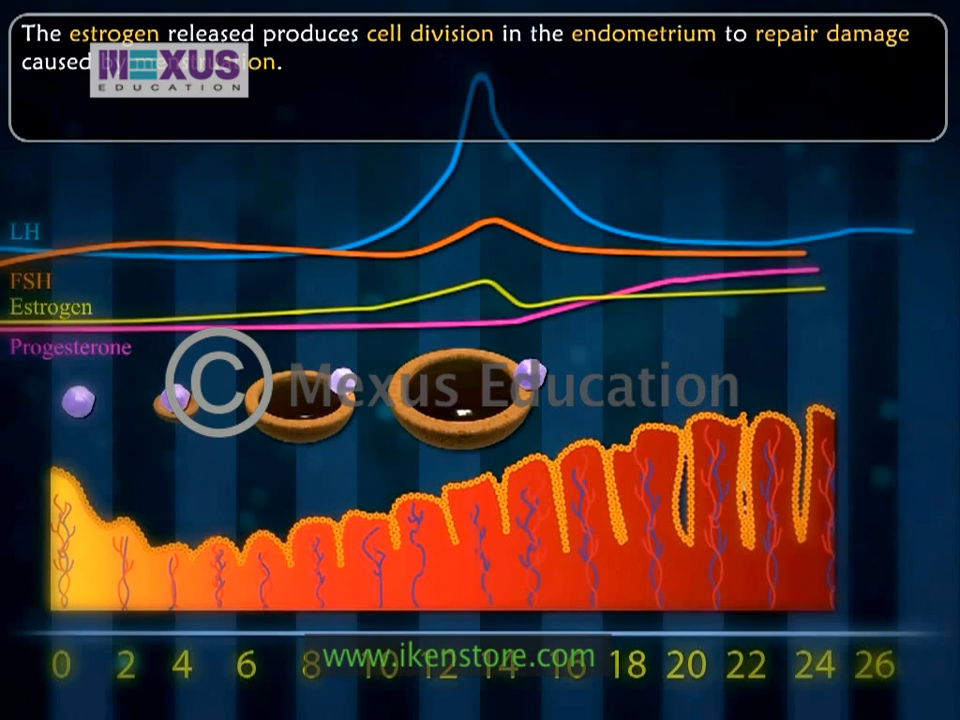 The estrogen released produces cell division in the endometrium to repair damage
caused by menstruation.
MEXUS
EDUCATION
LH
FSH
Estrogen
Progesterone
© Mexus Education
0 2 4 6 8 10 12 14 16 18 20 22 24 26
www.ikenstore.com